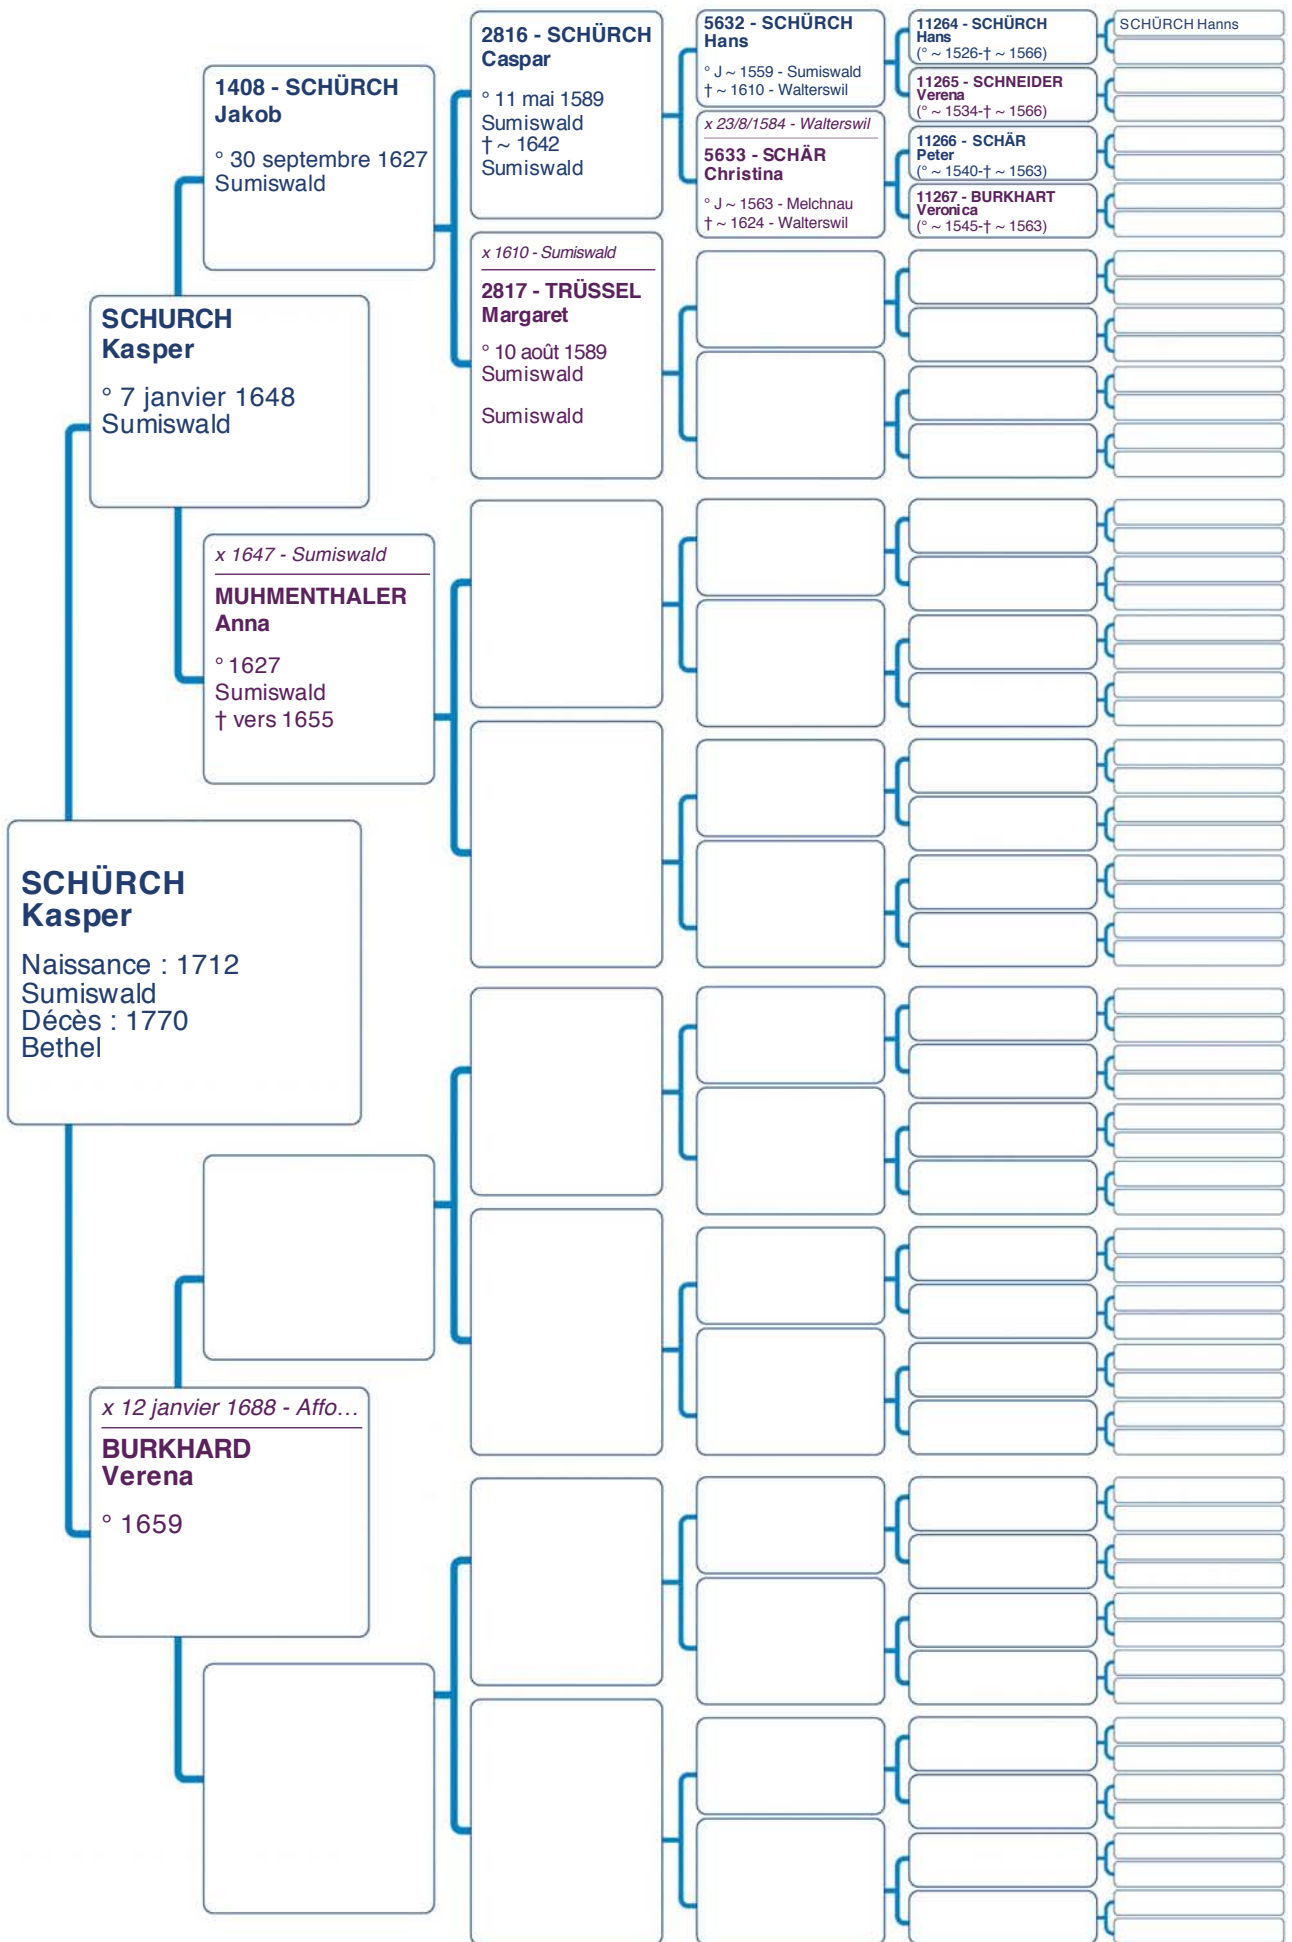 2816 - SCHÜRCH
Caspar
° 11 mai 1589
Sumiswald
† ~ 1642
Sumiswald
5632 - SCHÜRCH
Hans
° J ~ 1559 - Sumiswald
† ~ 1610 - Walterswil
x 23/8/1584 - Walterswil
5633 - SCHÄR
Christina
° J ~ 1563 - Melchnau
† ~ 1624 - Walterswil
11264 - SCHÜRCH
Hans
(° ~ 1526-† ~ 1566)
11265 - SCHNEIDER
Verena
(° ~ 1534-† ~ 1566)
11266 - SCHÄR
Peter
(° ~ 1540-† ~ 1563)
11267 - BURKHART
Veronica
(° ~ 1545-† ~ 1563)
SCHÜRCH Hanns
1408 - SCHÜRCH
Jakob
° 30 septembre 1627
Sumiswald
x 1610 - Sumiswald
2817 - TRÜSSEL
Margaret
° 10 août 1589
Sumiswald
Sumiswald
SCHURCH
Kasper
° 7 janvier 1648
Sumiswald
x 1647 - Sumiswald
MUHMENTHALER
Anna
° 1627
Sumiswald
† vers 1655
SCHÜRCH
Kasper
Naissance : 1712
Sumiswald
Décès : 1770
Bethel
x 12 janvier 1688 - Affo...
BURKHARD
Verena
° 1659